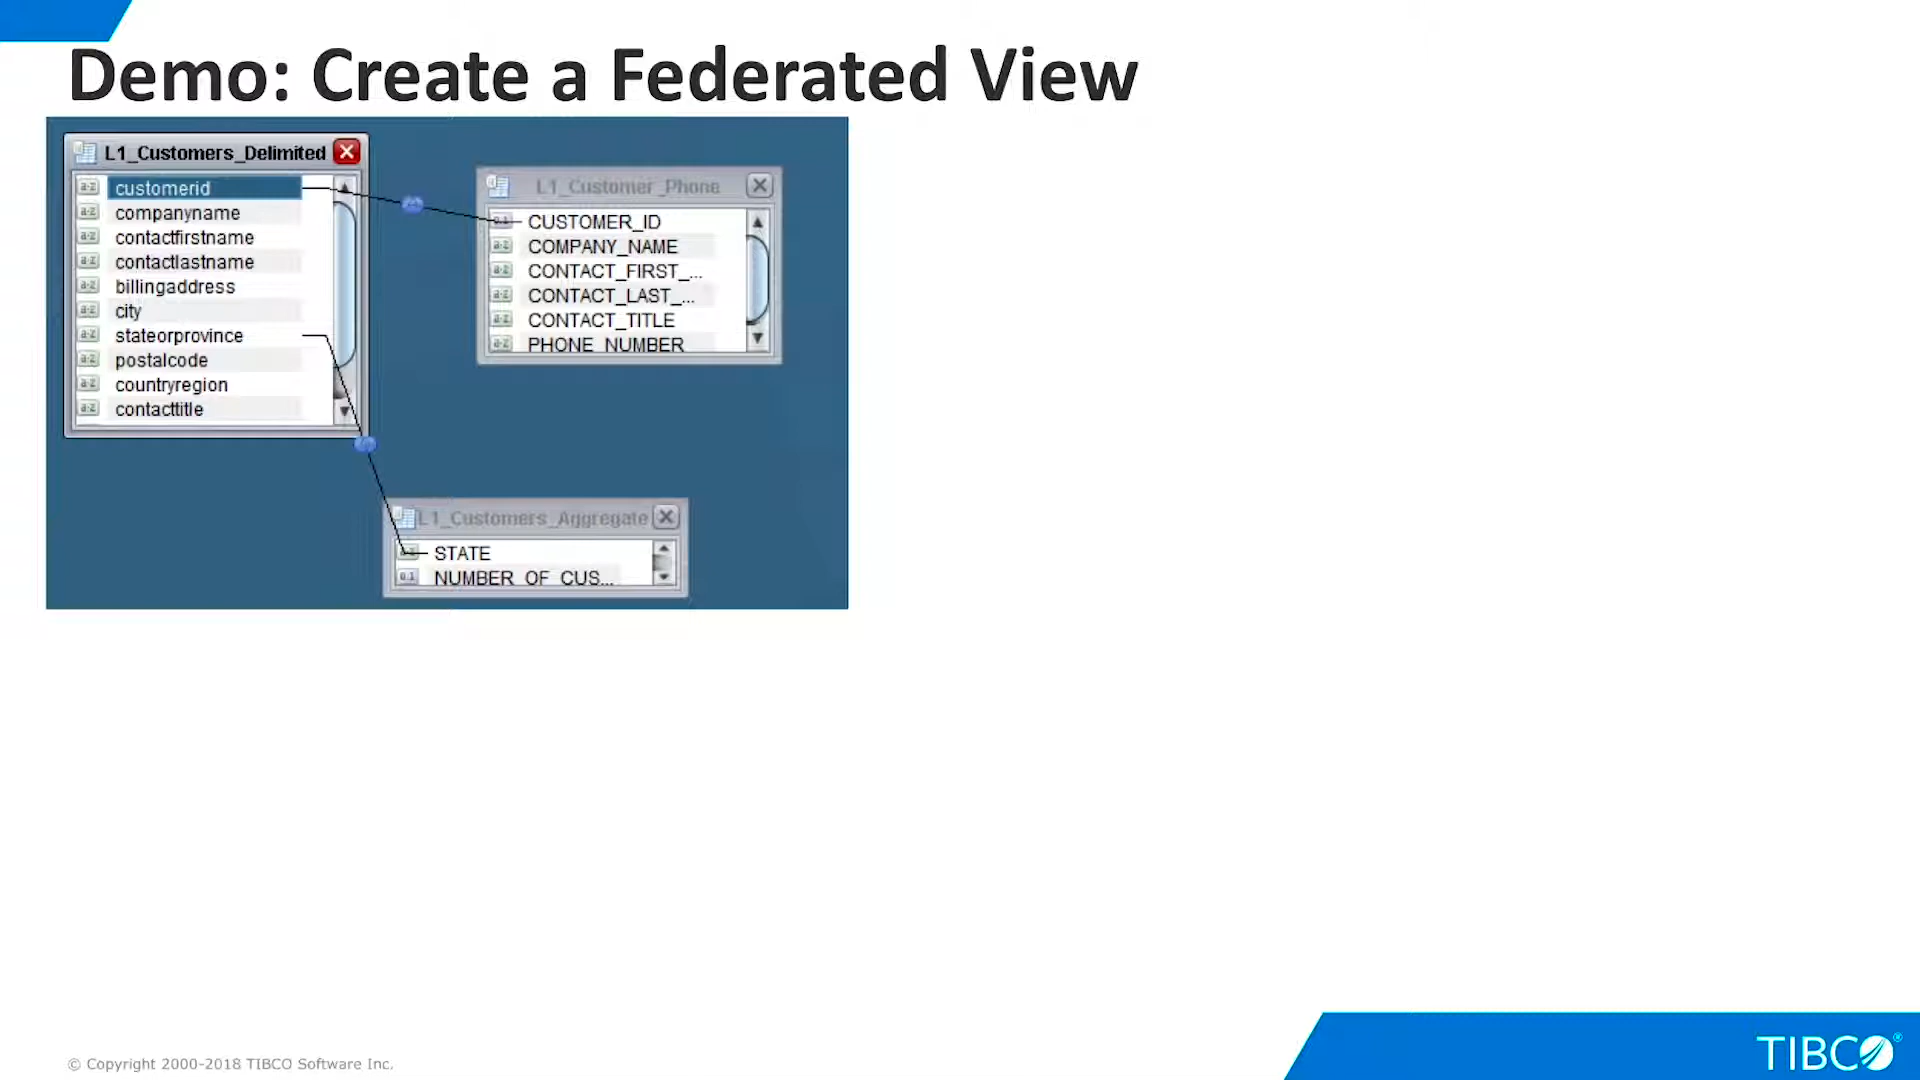 Demo: Create a Federated View
L1_Customers_Delimited
customerid
companyname
contactfirstname
contactlastname
billingaddress
city
stateorprovince
postalcode
countryregion
contacttitle
L1_Customer_Phone
CUSTOMER_ID
COMPANY_NAME
CONTACT_FIRST_...
CONTACT_LAST_...
CONTACT_TITLE
PHONE_NUMBER
L1_Customers_Aggregate
STATE
NUMBER_OF_CUS...
© Copyright 2000-2018 TIBCO Software Inc.
TIBCO®